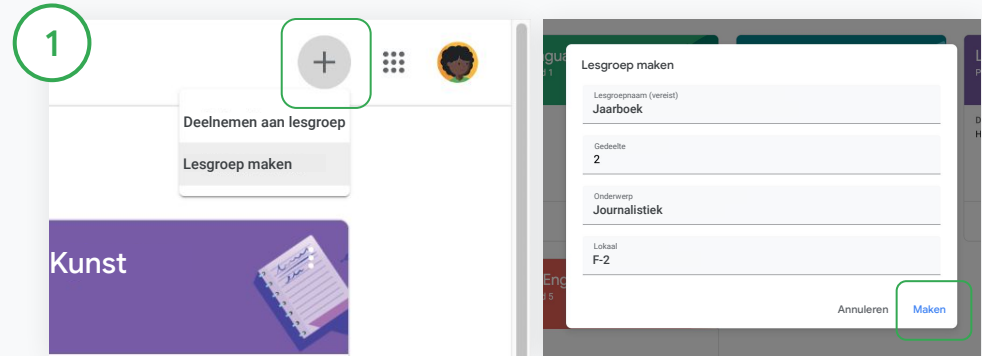 1
Deelnemen aan lesgroep
Lesgroep maken
Kunst
Lesgroep maken
Lesgroepnaam (vereist)
Jaarboek
Gedeelte
2
Onderwerp
Journalistiek
Lokaal
F-2
Annuleren
Maken